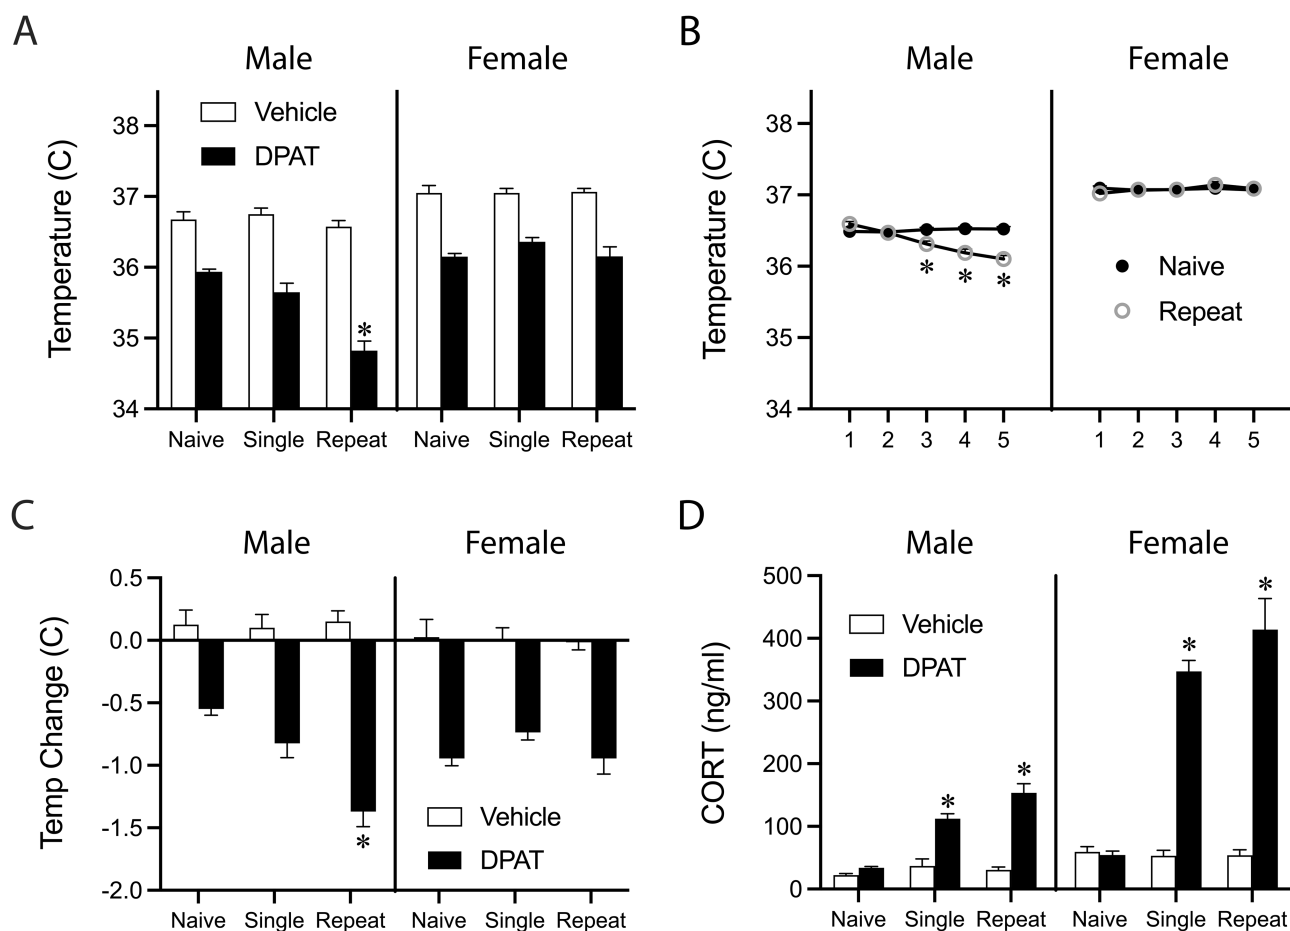 A
Male
Female
Vehicle
DPAT
Temperature (C)
38
37
36
35
34
*
Naive
Single
Repeat
Naive
Single
Repeat
B
Male
Female
Temperature (C)
38
37
36
35
34
*
*
*
Naive
Repeat
1
2
3
4
5
1
2
3
4
5
C
Male
Female
Temp Change (C)
0.5
0.0
-0.5
-1.0
-1.5
-2.0
*
Vehicle
DPAT
Naive
Single
Repeat
Naive
Single
Repeat
D
Male
Female
CORT (ng/ml)
500
400
300
200
100
0
Vehicle
DPAT
*
*
*
*
Naive
Single
Repeat
Naive
Single
Repeat